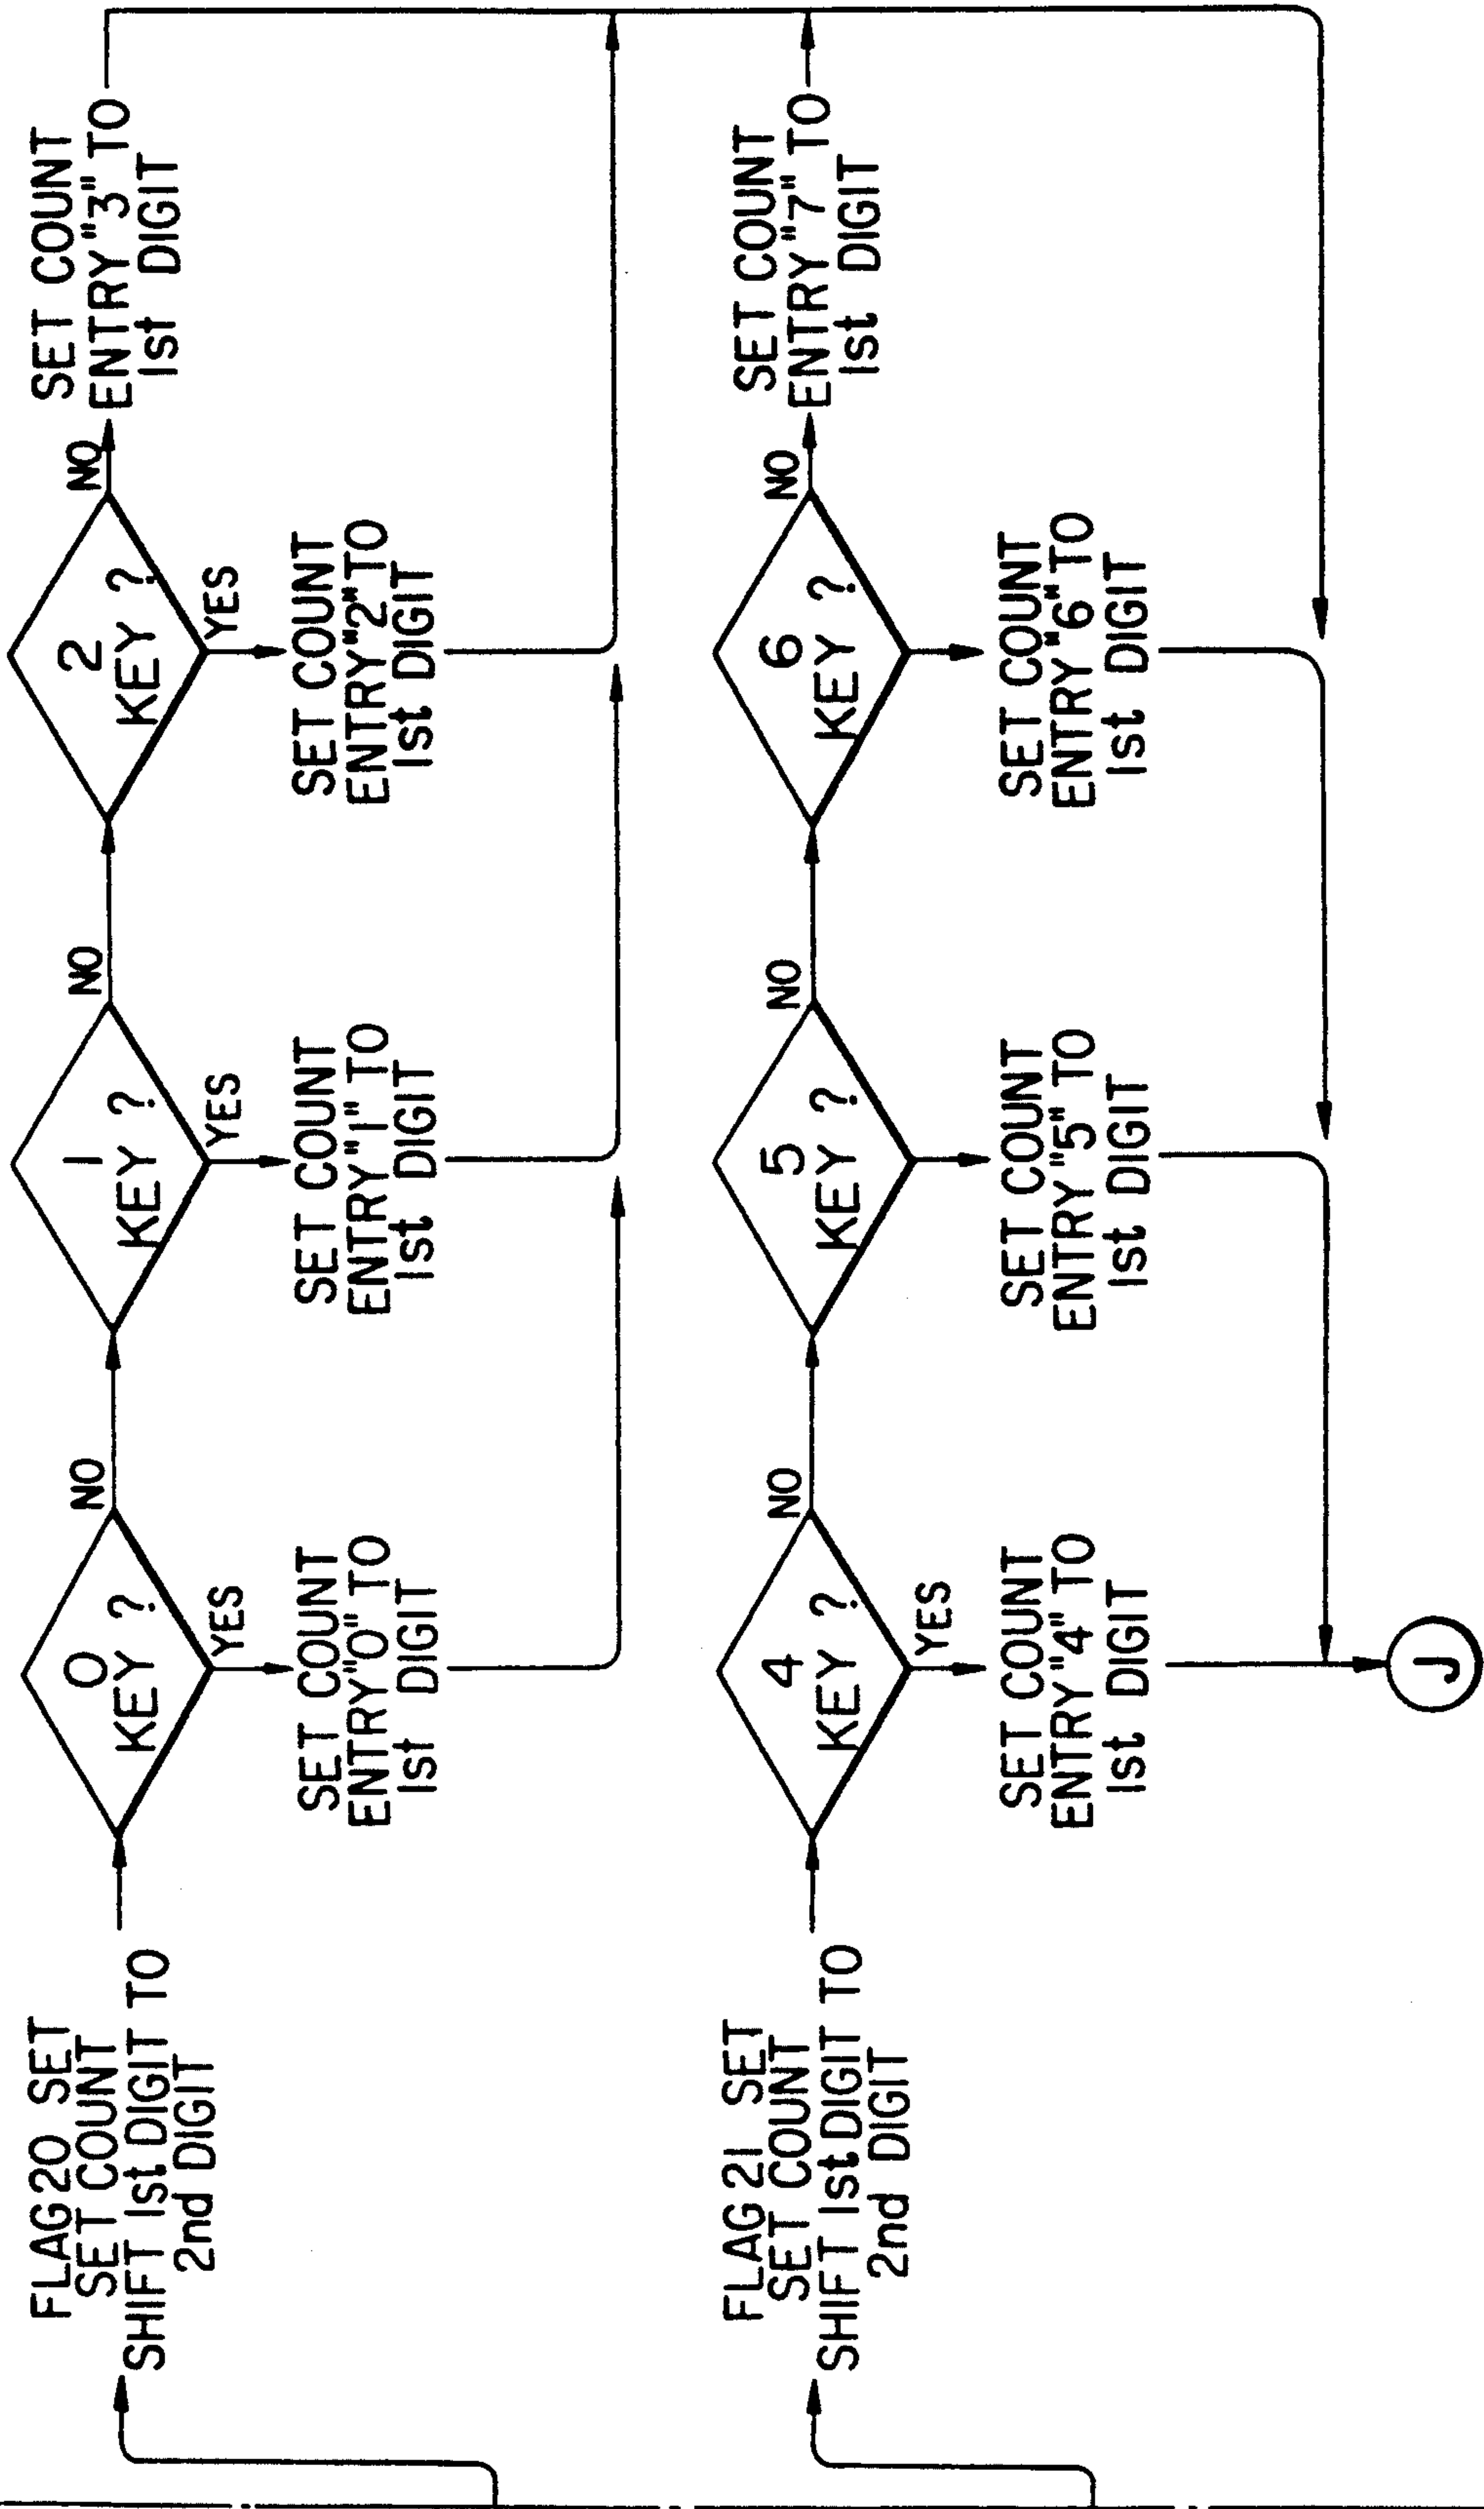 FLAG20 SET
SET COUNT
SHIFT 1st DIGIT TO
2nd DIGIT
0
KEY ?
NO
YES
SET COUNT
ENTRY"0"TO
1st DIGIT
1
KEY ?
NO
YES
SET COUNT
ENTRY"1"TO
1st DIGIT
2
KEY ?
NO
YES
SET COUNT
ENTRY"2"TO
1st DIGIT
SET COUNT
ENTRY"3"TO
1st DIGIT
FLAG21 SET
SET COUNT
SHIFT 1st DIGIT TO
2nd DIGIT
4
KEY ?
NO
YES
SET COUNT
ENTRY"4"TO
1st DIGIT
5
KEY ?
NO
SET COUNT
ENTRY"5"TO
1st DIGIT
6
KEY ?
NO
SET COUNT
ENTRY"6"TO
1st DIGIT
SET COUNT
ENTRY"7"TO
1st DIGIT
J